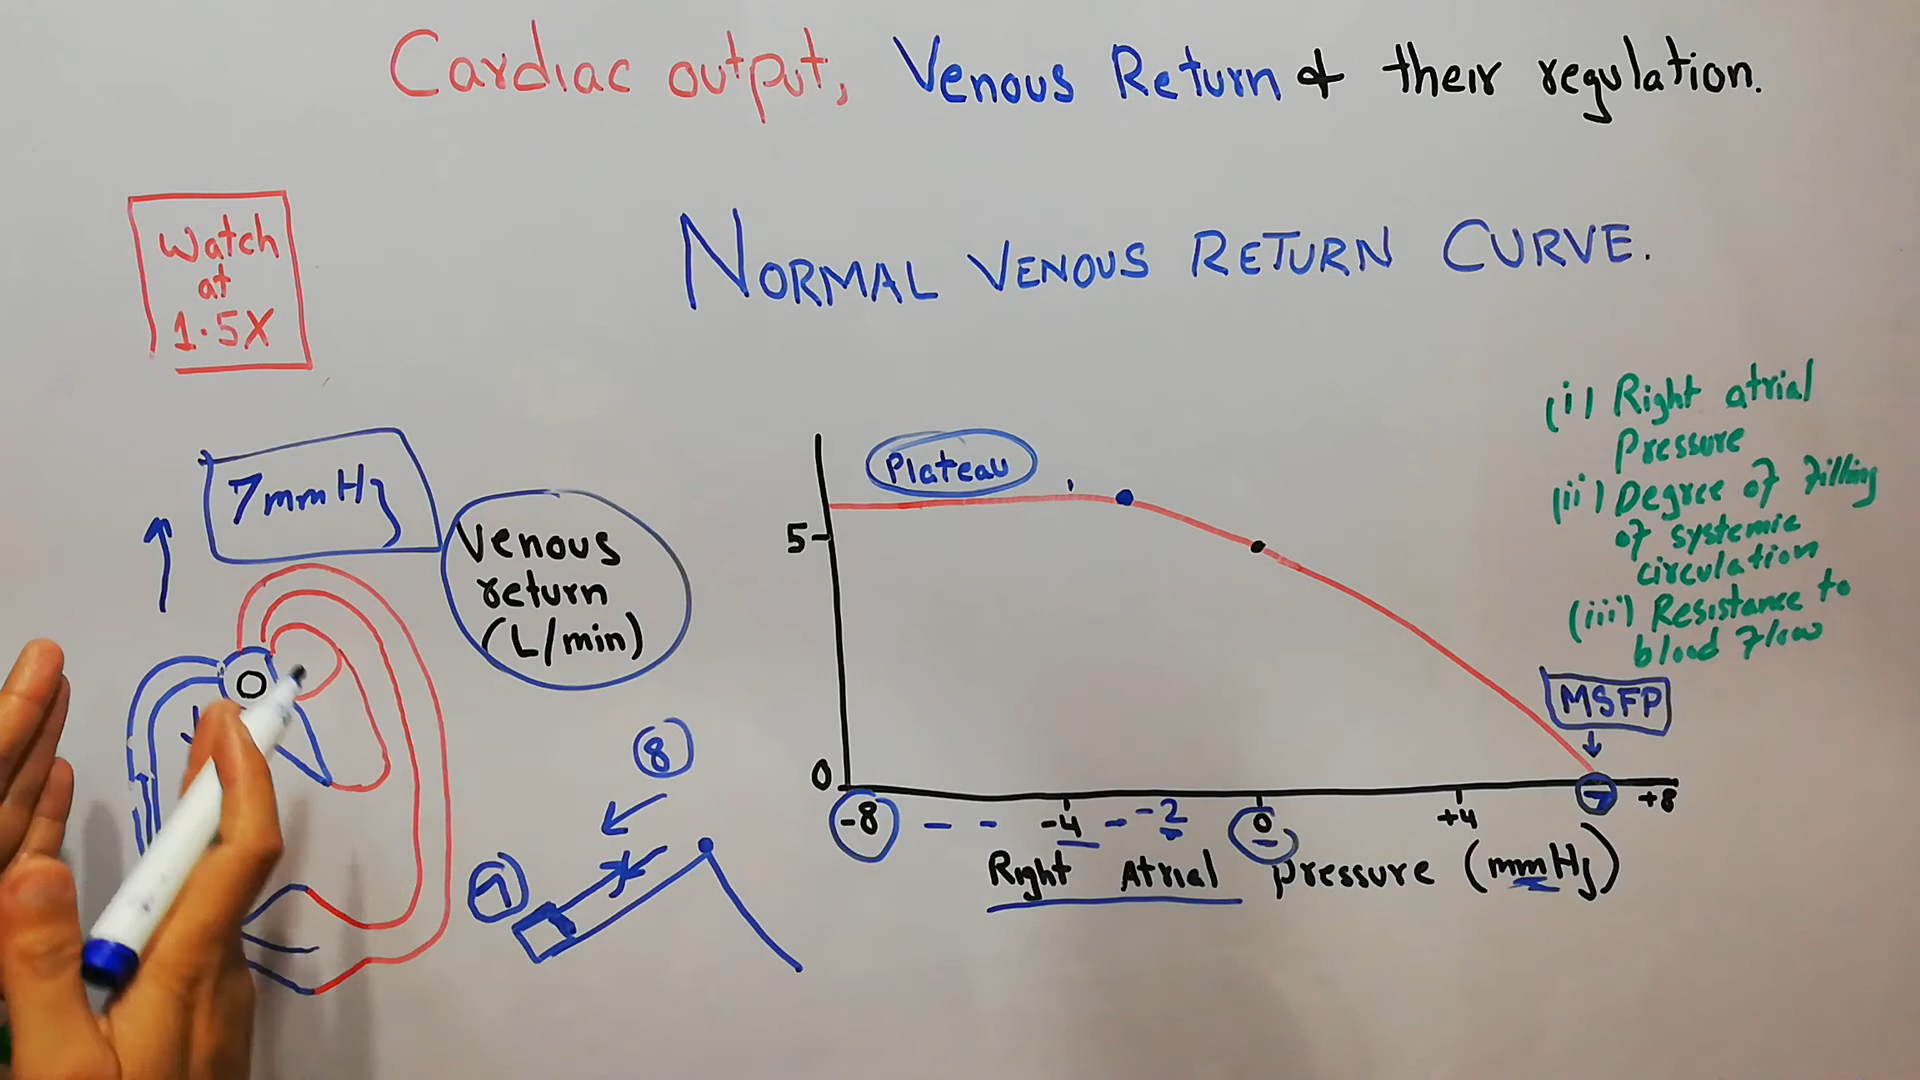 Cardiac output, Venous Return & their regulation.
Watch
at
1.5X
NORMAL VENOUS RETURN CURVE.
7mmHg
Venous
return
(L/min)
O
8
7
Plateau
5
0
-8 - - -4 - -2 0 +4 7 +8
Right Atrial pressure (mmHg)
MSFP
(i) Right atrial
Pressure
(ii) Degree of filling
of systemic
circulation
(iii) Resistance to
blood flow